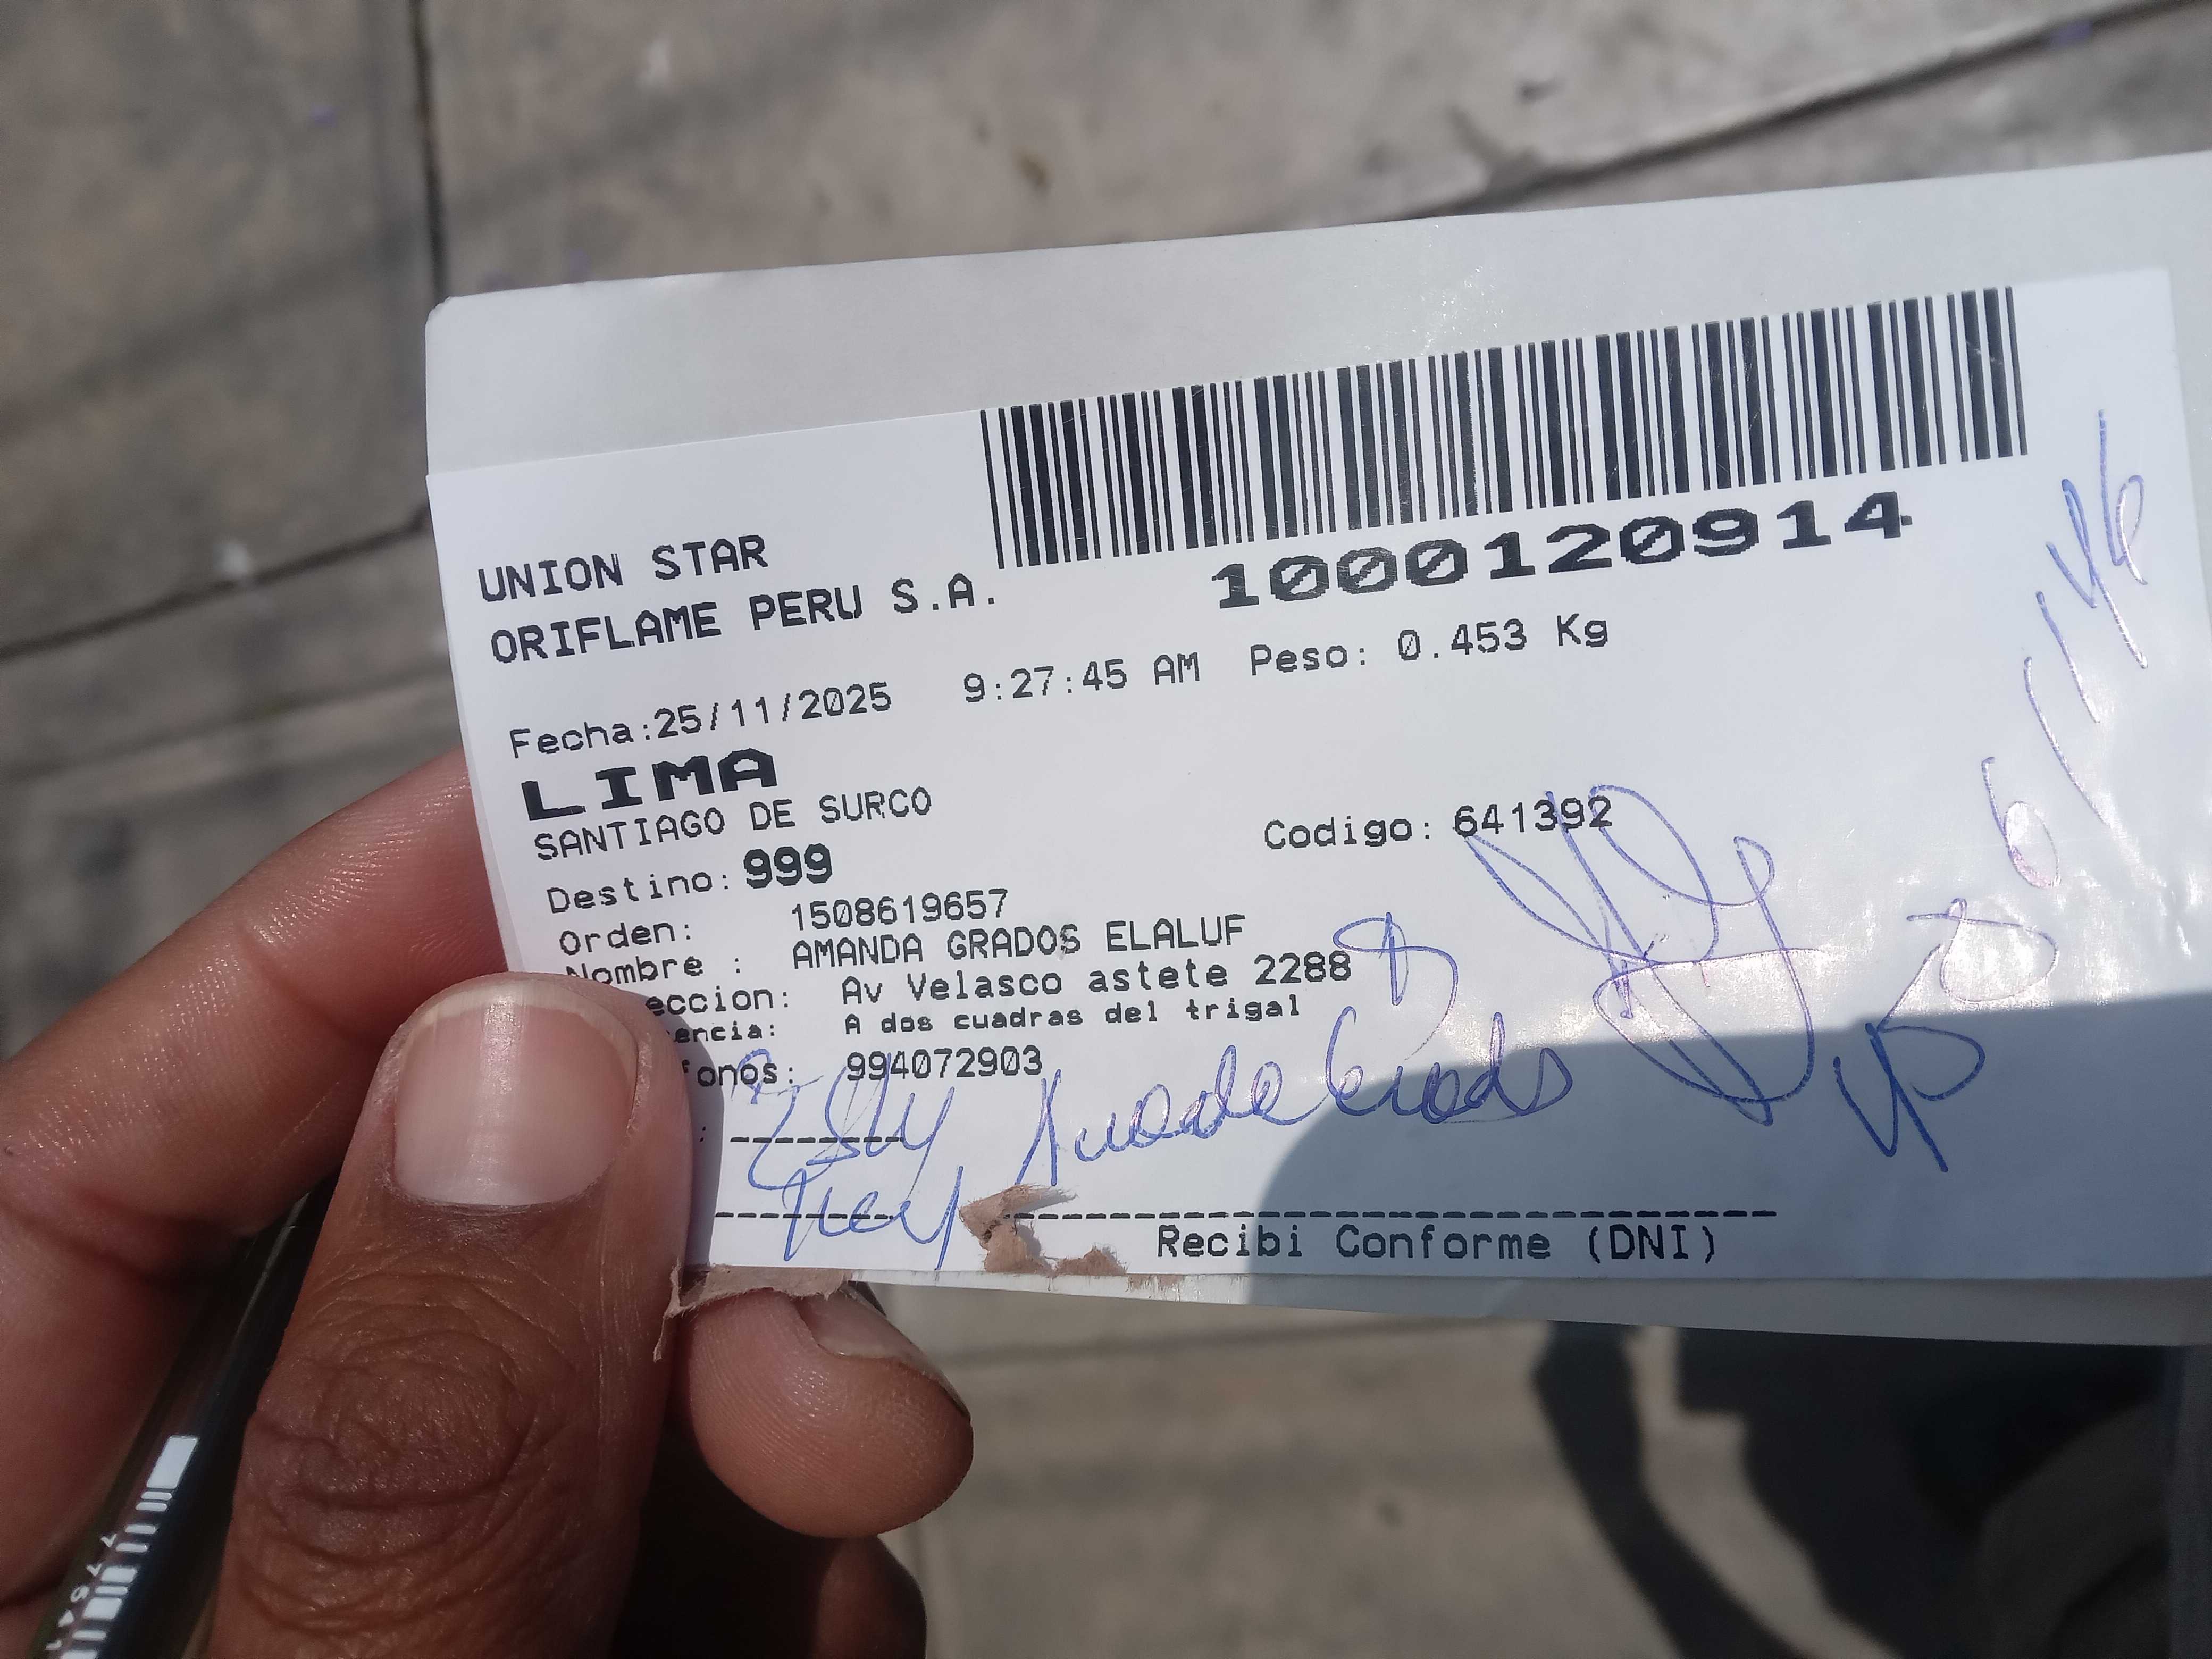 UNION STAR
ORIFLAME PERU S.A.
1000120914
Fecha:25/11/2025 9:27:45 AM Peso: 0.453 Kg
LIMA
SANTIAGO DE SURCO
Destino: 999 Codigo: 641392
Orden: 1508619657
Nombre : AMANDA GRADOS ELALUF
eccion: Av Velasco astete 2288
encia: A dos cuadras del trigal
fonos: 994072903
Recibi Conforme (DNI)